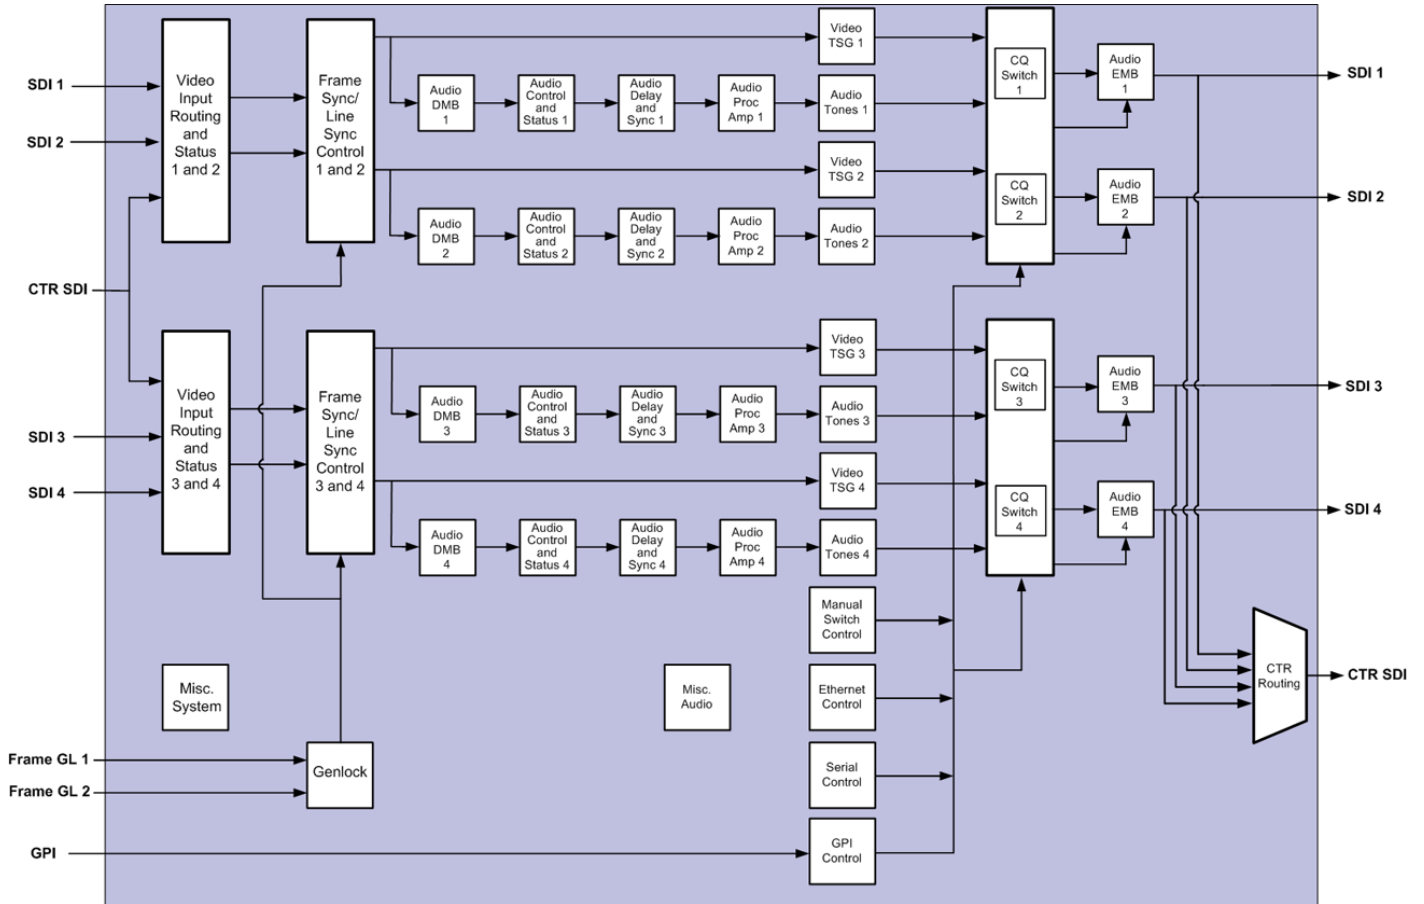 SDI 1
SDI 2
CTR SDI
SDI 3
SDI 4
Frame GL 1
Frame GL 2
GPI
Video
Input
Routing
and
Status
1 and 2
Frame
Sync/
Line
Sync
Control
1 and 2
Audio
DMB
1
Audio
Control
and
Status 1
Audio
Delay
and
Sync 1
Audio
Proc
Amp 1
Video
TSG 1
Audio
Tones 1
Audio
DMB
2
Audio
Control
and
Status 2
Audio
Delay
and
Sync 2
Audio
Proc
Amp 2
Video
TSG 2
Audio
Tones 2
CQ
Switch
1
CQ
Switch
2
Audio
EMB
1
Audio
EMB
2
Video
Input
Routing
and
Status
3 and 4
Frame
Sync/
Line
Sync
Control
3 and 4
Audio
DMB
3
Audio
Control
and
Status 3
Audio
Delay
and
Sync 3
Audio
Proc
Amp 3
Video
TSG 3
Audio
Tones 3
Audio
DMB
4
Audio
Control
and
Status 4
Audio
Delay
and
Sync 4
Audio
Proc
Amp 4
Video
TSG 4
Audio
Tones 4
CQ
Switch
3
CQ
Switch
4
Audio
EMB
3
Audio
EMB
4
Misc.
System
Genlock
Misc.
Audio
Manual
Switch
Control
Ethernet
Control
Serial
Control
GPI
Control
CTR
Routing
SDI 1
SDI 2
SDI 3
SDI 4
CTR SDI